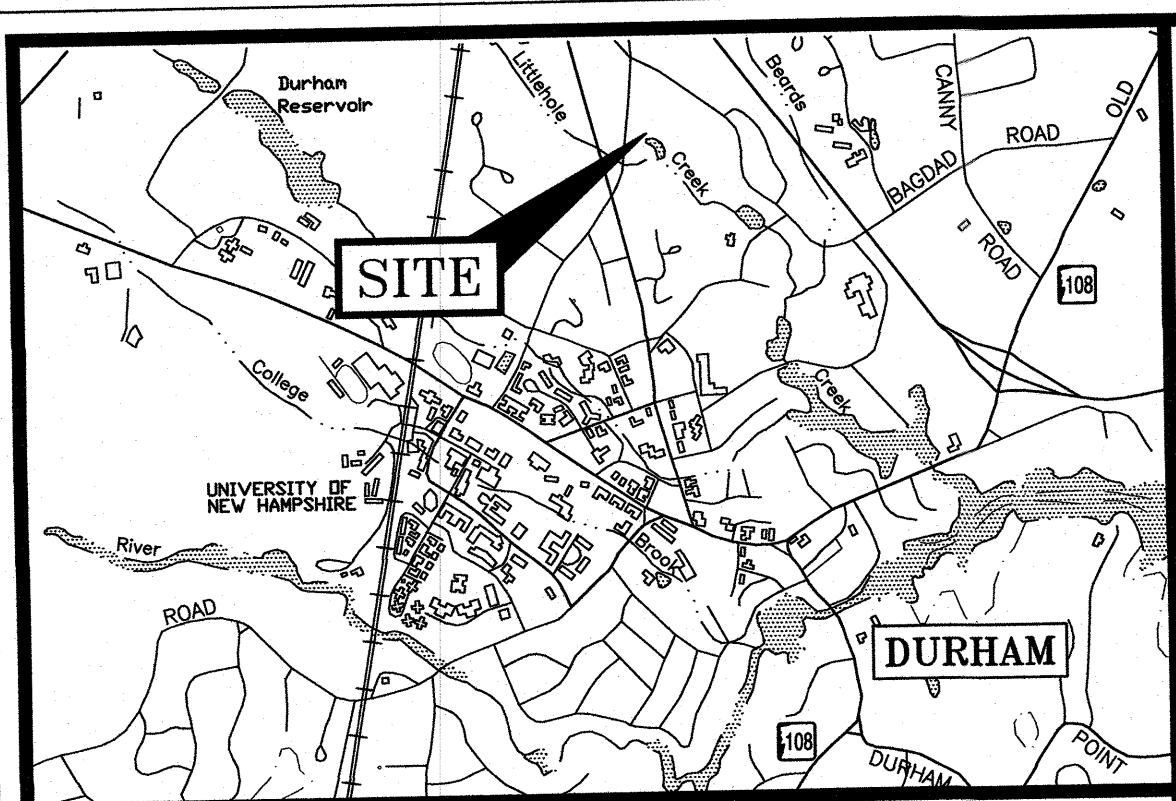 Durham
Reservoir
Littlehole
Creek
Beards
CANNY
ROAD
OLD
BAGDAD
ROAD
108
SITE
College
Creek
UNIVERSITY OF
NEW HAMPSHIRE
River
Brook
ROAD
DURHAM
108
DURHAM
POINT